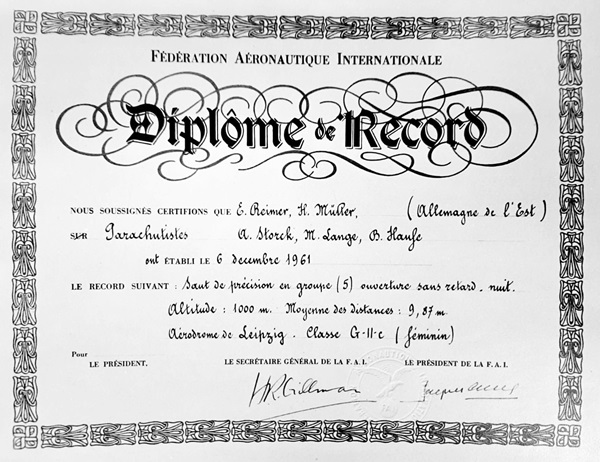 FÉDÉRATION AÉRONAUTIQUE INTERNATIONALE
Diplôme de Record
NOUS SOUSSIGNÉS CERTIFIONS QUE E. Reimer, H. Müller, (Allemagne de l'Est)
SUR Parachutistes A. Storck, M. Lange, B. Haufe
ont ÉTABLI LE 6 decembre 1961
LE RECORD SUIVANT : Saut de précision en groupe (5) ouverture sans retard. nuit.
Altitude : 1000 m. Moyenne des distances : 9,87 m
Aérodrome de Leipzig. Classe G-II-c (féminin)
Pour
LE PRÉSIDENT. LE SECRÉTAIRE GÉNÉRAL DE LA F. A. I. LE PRÉSIDENT DE LA F. A. I.